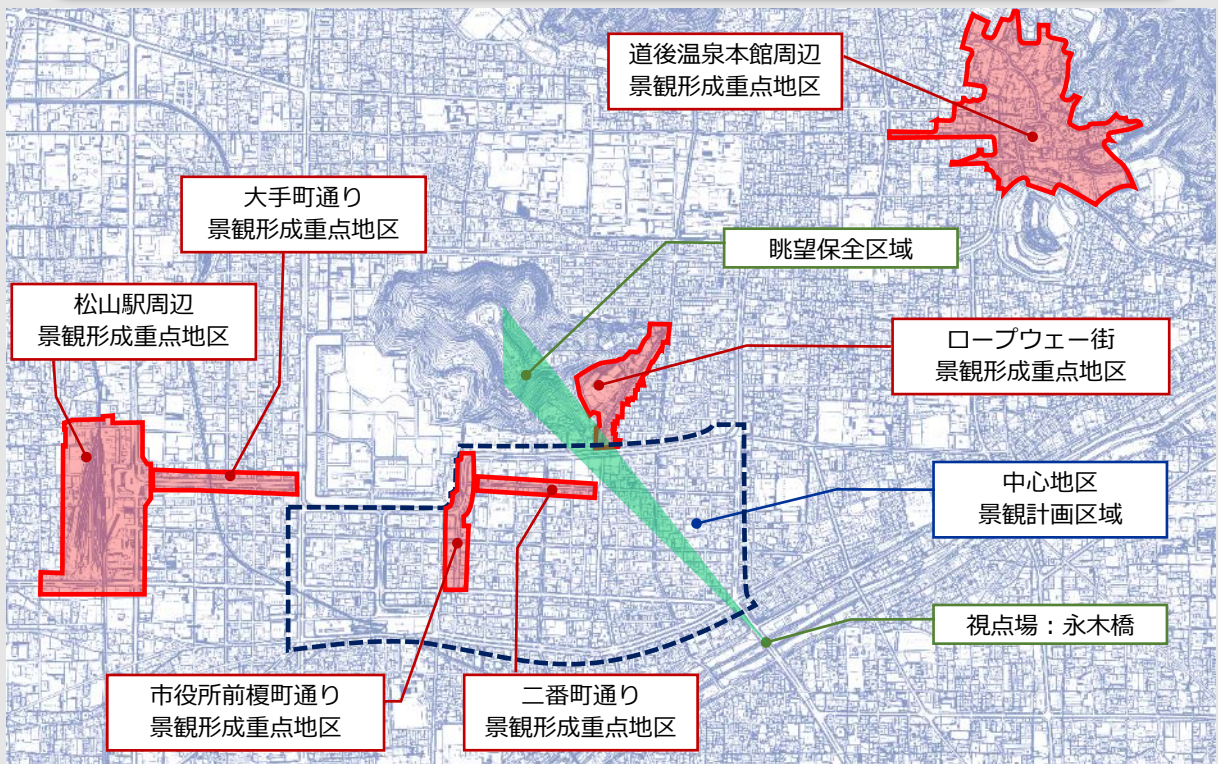 道後温泉本館周辺
景観形成重点地区
大手町通り
景観形成重点地区
眺望保全区域
松山駅周辺
景観形成重点地区
ロープウェー街
景観形成重点地区
中心地区
景観計画区域
視点場：永木橋
市役所前榎町通り
景観形成重点地区
二番町通り
景観形成重点地区